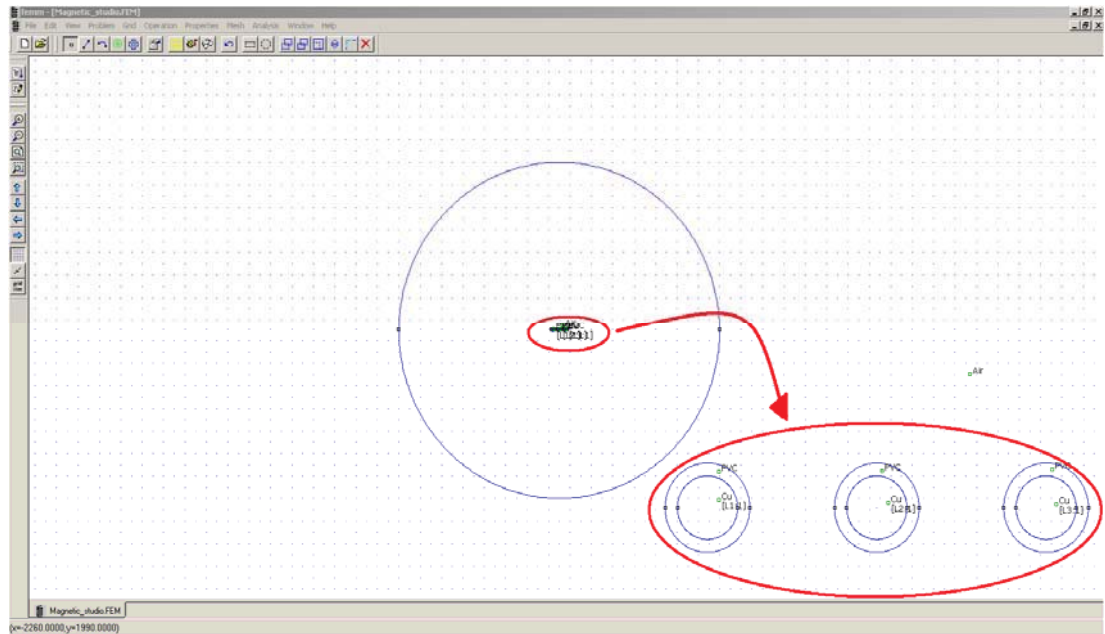 femm - [Magnetic_studio.FEM]
File Edit View Problem Grid Operation Properties Mesh Analysis Window Help
Air
PVC
PVC
PVC
Cu
Cu
Cu
[L1:1]
[L2:1]
[L3:1]
Magnetic_studio.FEM
(x=-2260.0000,y=1990.0000)